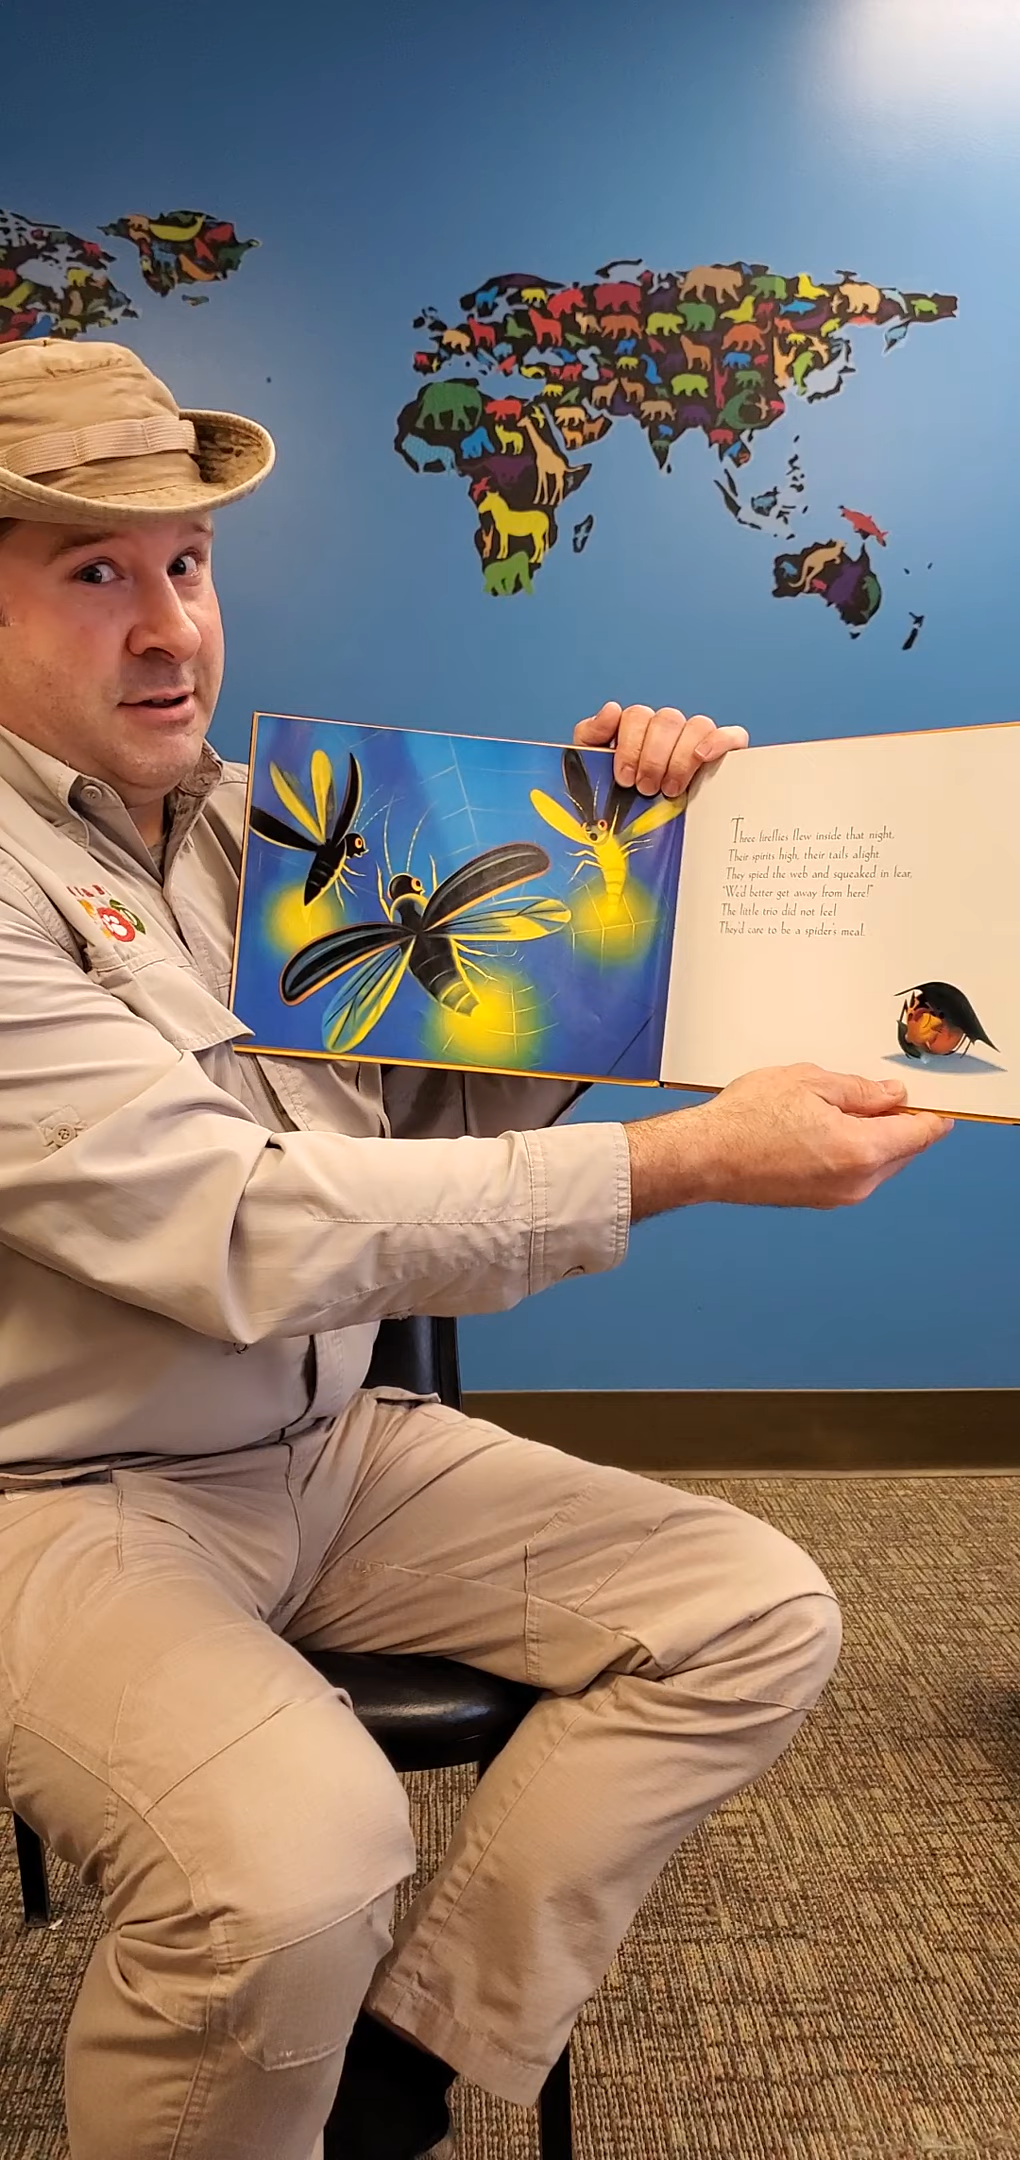 Three fireflies flew inside that night,
Their spirits high, their tails alight.
They spied the web and squeaked in fear,
"We'd better get away from here!"
The little trio did not feel
They'd care to be a spider's meal.